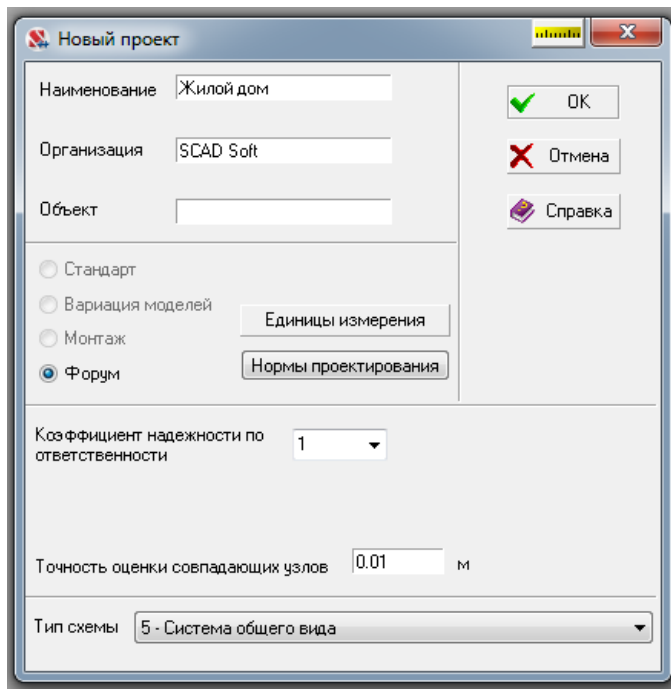 Новый проект
Наименование Жилой дом
OK
Организация SCAD Soft
Отмена
Объект
Справка
Стандарт
Вариация моделей
Единицы измерения
Монтаж
Форум
Нормы проектирования
Коэффициент надежности по
ответственности
1
Точность оценки совпадающих узлов 0.01 м
Тип схемы 5 - Система общего вида